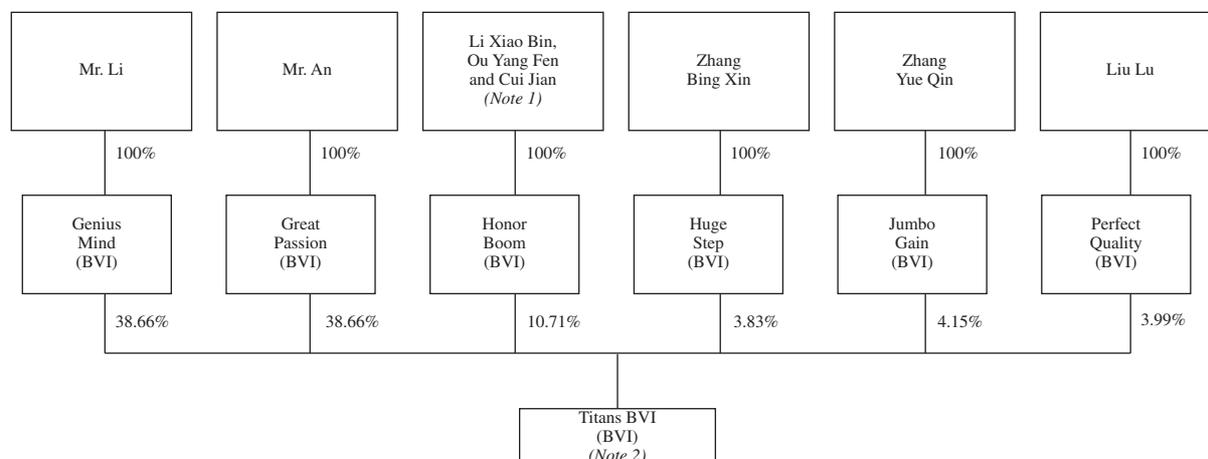 Mr. Li
Mr. An
Li Xiao Bin,
Ou Yang Fen
and Cui Jian
(Note 1)
Zhang
Bing Xin
Zhang
Yue Qin
Liu Lu
100%
100%
100%
100%
100%
100%
Genius
Mind
(BVI)
Great
Passion
(BVI)
Honor
Boom
(BVI)
Huge
Step
(BVI)
Jumbo
Gain
(BVI)
Perfect
Quality
(BVI)
38.66%
38.66%
10.71%
3.83%
4.15%
3.99%
Titans BVI
(BVI)
(Note 2)